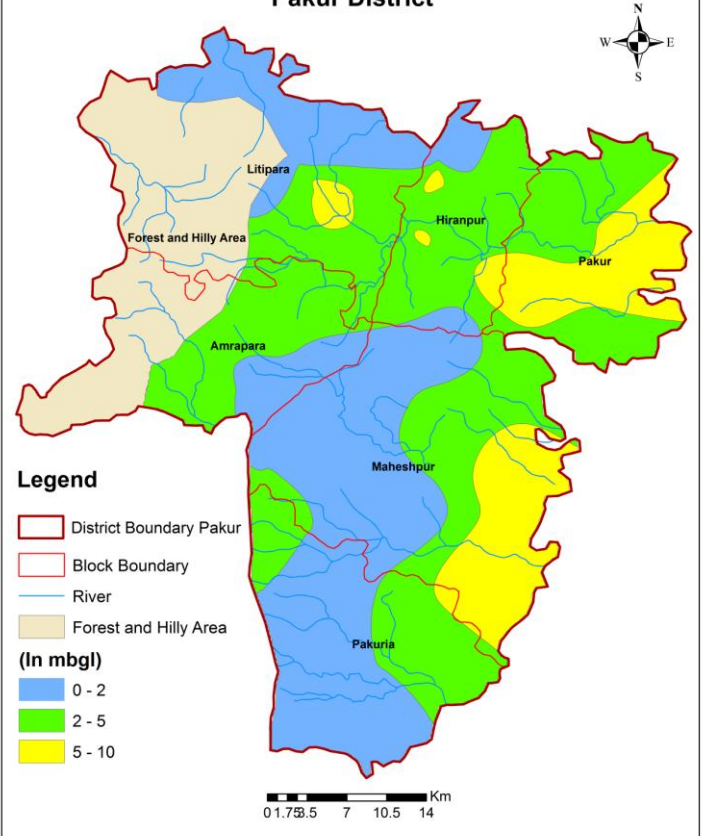 Pakur District
N
W E
S
Litipara
Hiranpur
Forest and Hilly Area
Pakur
Amrapara
Maheshpur
Pakuria
Legend
District Boundary Pakur
Block Boundary
River
Forest and Hilly Area
(In mbgl)
0 - 2
2 - 5
5 - 10
Km
0 1.75 3.5 7 10.5 14